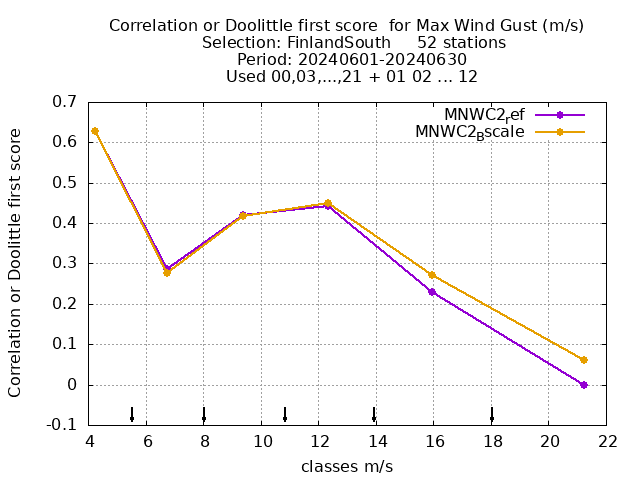 Correlation or Doolittle first score  for Max Wind Gust (m/s)
Selection: FinlandSouth     52 stations
Period: 20240601-20240630
Used 00,03,...,21 + 01 02 ... 12
MNWC2ref
MNWC2Bscale
Correlation or Doolittle first score
0.7
0.6
0.5
0.4
0.3
0.2
0.1
0
-0.1
4 6 8 10 12 14 16 18 20 22
classes m/s